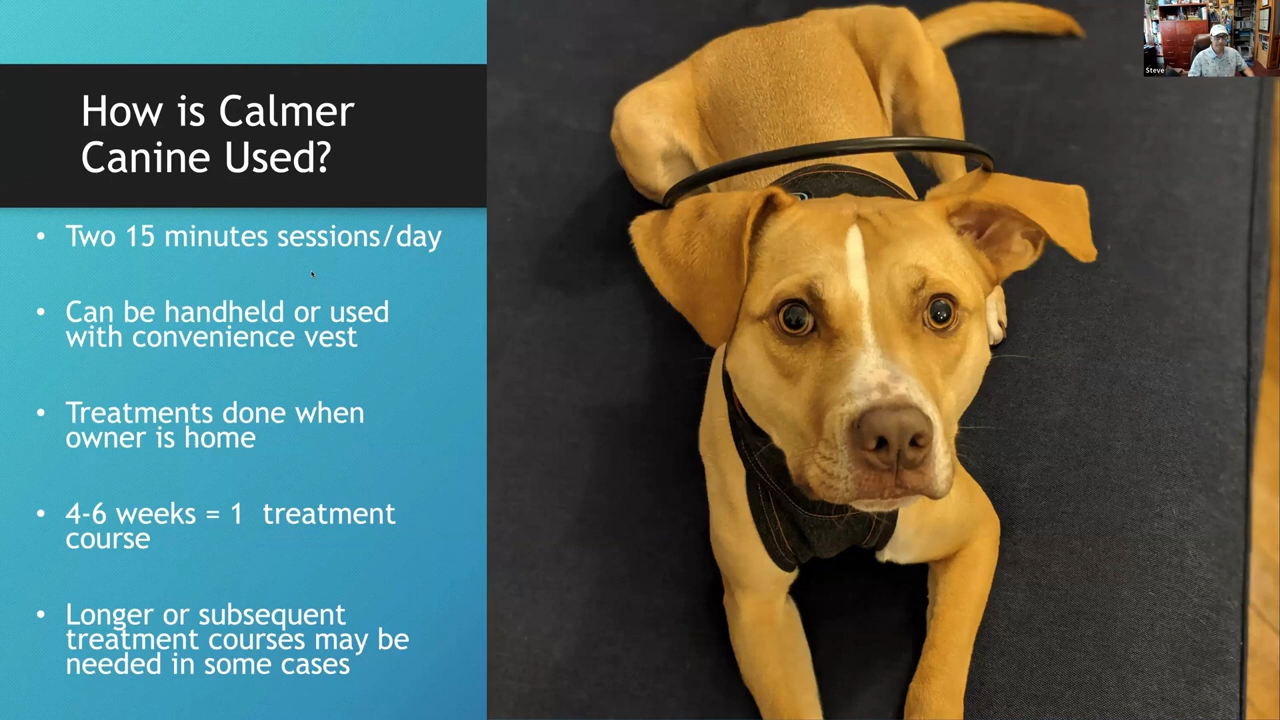 How is Calmer
Canine Used?
• Two 15 minutes sessions/day
• Can be handheld or used
with convenience vest
• Treatments done when
owner is home
• 4-6 weeks = 1  treatment
course
• Longer or subsequent
treatment courses may be
needed in some cases
Steve